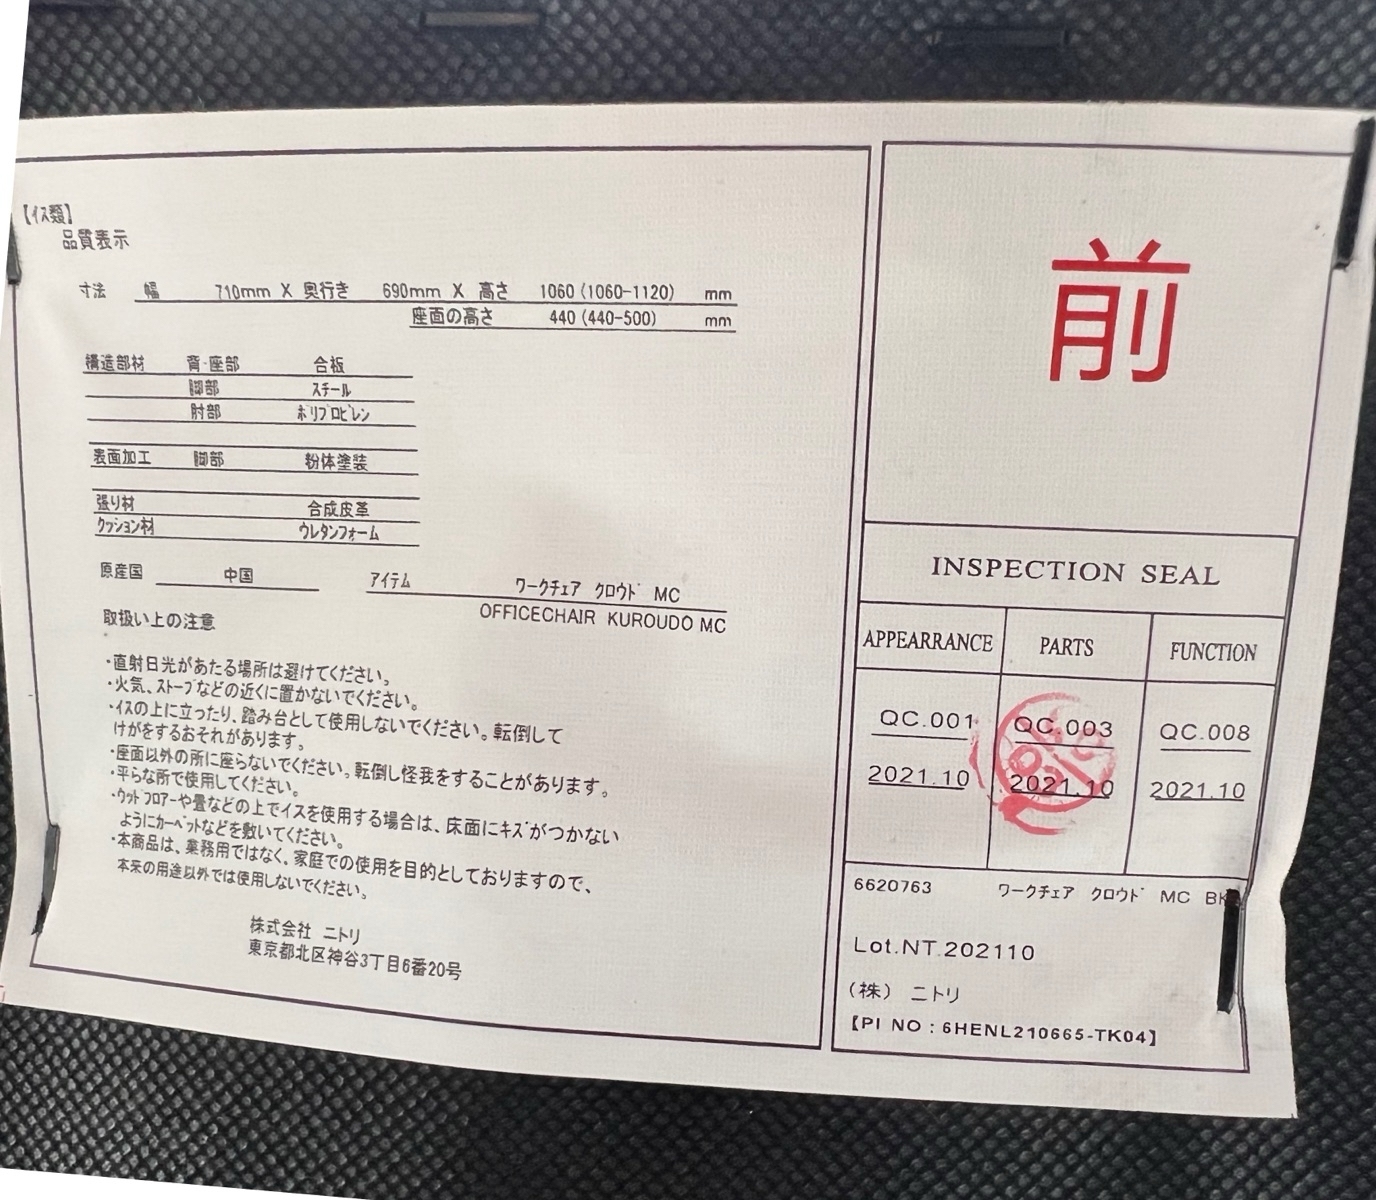 【イス類】
品質表示
寸法 幅 710mm X 奥行き 690mm X 高さ 1060 (1060-1120) mm
座面の高さ 440 (440-500) mm
構造部材 背・座部 合板
脚部 スチール
肘部 ポリプロピレン
表面加工 脚部 粉体塗装
張り材 合成皮革
クッション材 ウレタンフォーム
原産国 中国 アイテム ワークチェア クロウド MC
OFFICECHAIR KUROUDO MC
取扱い上の注意
・直射日光があたる場所は避けてください。
・火気、ストーブなどの近くに置かないでください。
・イスの上に立ったり、踏み台として使用しないでください。転倒して
けがをするおそれがあります。
・座面以外の所に座らないでください。転倒し怪我をすることがあります。
・平らな所で使用してください。
・ウッドフロアーや畳などの上でイスを使用する場合は、床面にキズがつかない
ようにカーペットなどを敷いてください。
・本商品は、業務用ではなく、家庭での使用を目的としておりますので、
本来の用途以外では使用しないでください。
株式会社 ニトリ
東京都北区神谷3丁目6番20号
前
INSPECTION SEAL
APPEARRANCE PARTS FUNCTION
QC.001 QC.003 QC.008
2021.10 2021.10 2021.10
6620763 ワークチェア クロウド MC BK
Lot.NT.202110
（株） ニトリ
【PI NO : 6HENL210665-TK04】